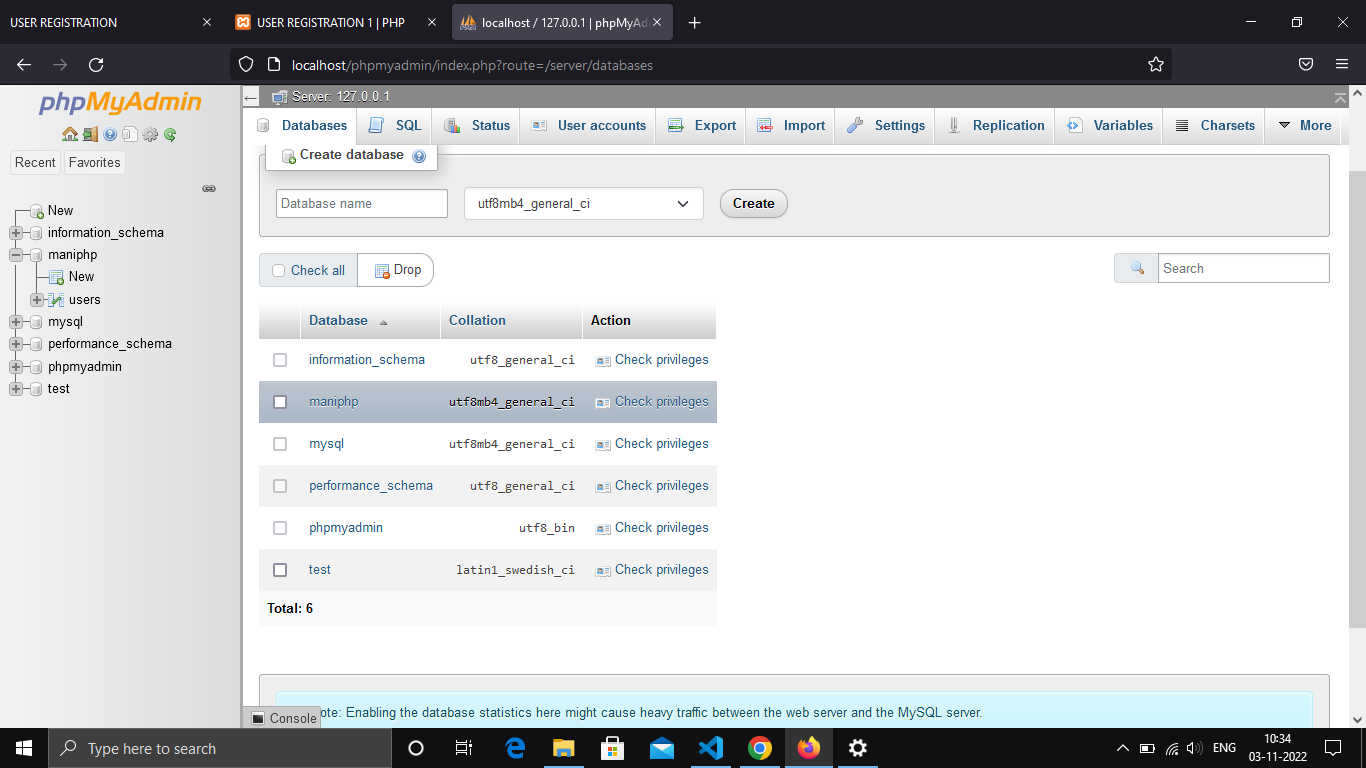 USER REGISTRATION
USER REGISTRATION 1 | PHP
localhost / 127.0.0.1 | phpMyAd
localhost/phpmyadmin/index.php?route=/server/databases
phpMyAdmin
Recent
Favorites
New
information_schema
maniphp
New
users
mysql
performance_schema
phpmyadmin
test
Server: 127.0.0.1
Databases
SQL
Status
User accounts
Export
Import
Settings
Replication
Variables
Charsets
More
Create database
Database name
utf8mb4_general_ci
Create
Check all
Drop
Search
Database Collation Action
information_schema utf8_general_ci Check privileges
maniphp utf8mb4_general_ci Check privileges
mysql utf8mb4_general_ci Check privileges
performance_schema utf8_general_ci Check privileges
phpmyadmin utf8_bin Check privileges
test latin1_swedish_ci Check privileges
Total: 6
ote: Enabling the database statistics here might cause heavy traffic between the web server and the MySQL server.
Console
Type here to search
ENG
10:34
03-11-2022